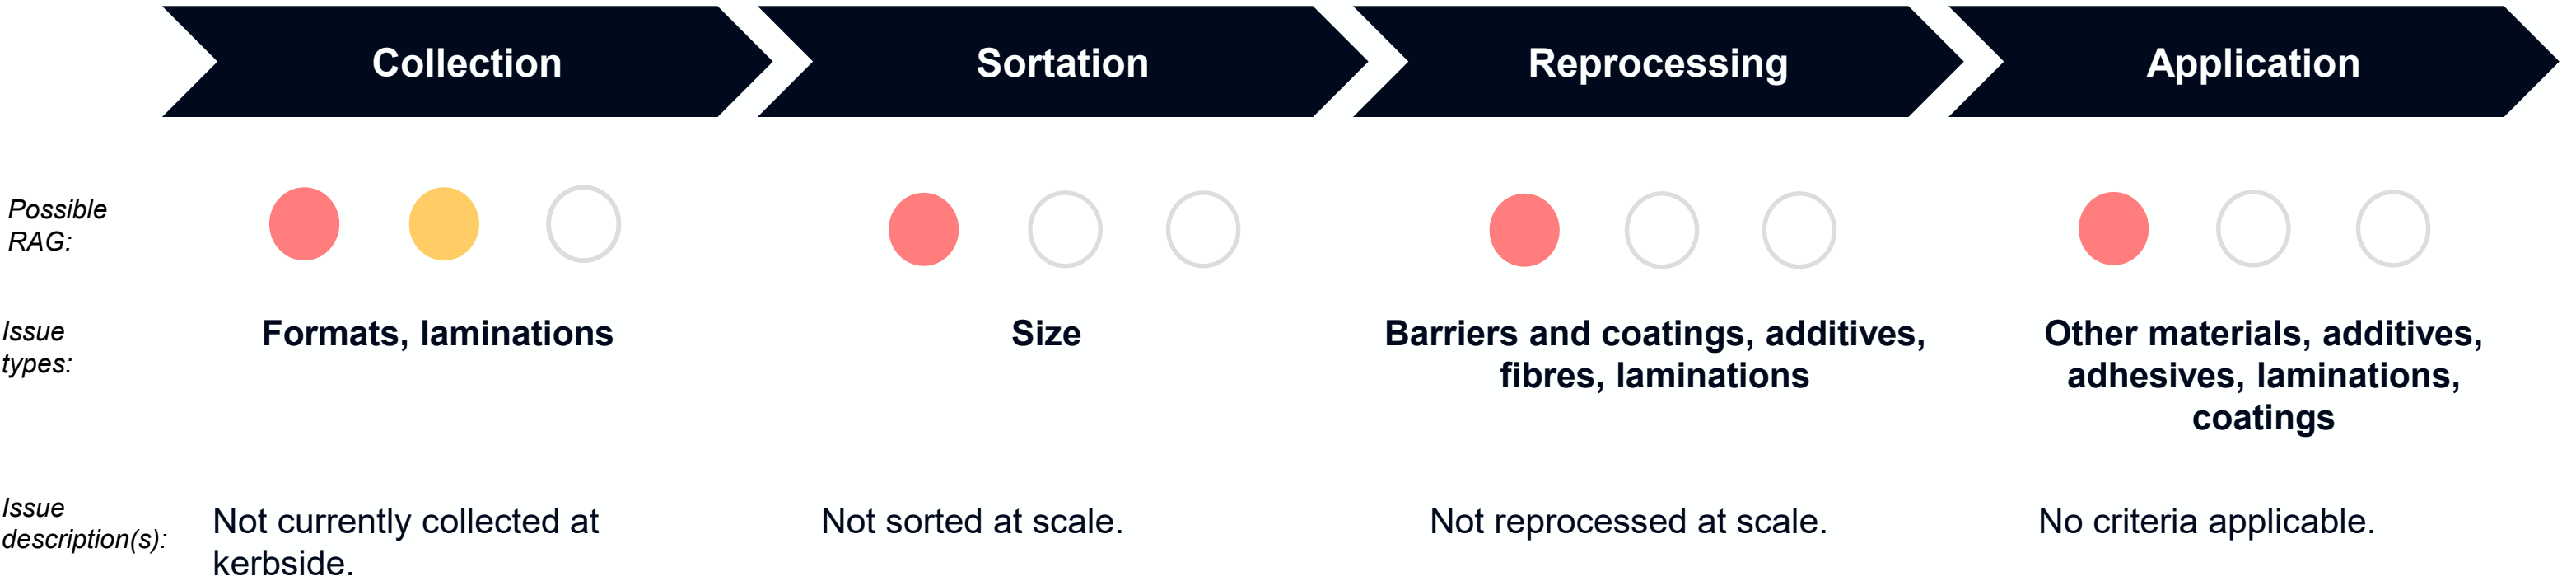 Collection
Sortation
Reprocessing
Application
Possible
RAG:
Issue
types:
Formats, laminations
Size
Barriers and coatings, additives,
fibres, laminations
Other materials, additives,
adhesives, laminations,
coatings
Issue
description(s):
Not currently collected at
kerbside.
Not sorted at scale.
Not reprocessed at scale.
No criteria applicable.